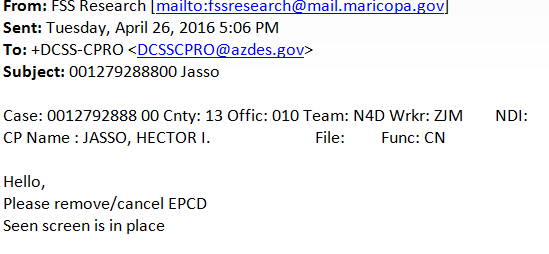 From: FSS Research [mailto:fssresearch@mail.maricopa.gov]
Sent: Tuesday, April 26, 2016 5:06 PM
To: +DCSS-CPRO <DCSSCPRO@azdes.gov>
Subject: 001279288800 Jasso
Case: 0012792888 00 Cnty: 13 Offic: 010 Team: N4D Wrkr: ZJM NDI:
CP Name : JASSO, HECTOR I. File: Func: CN
Hello,
Please remove/cancel EPCD
Seen screen is in place